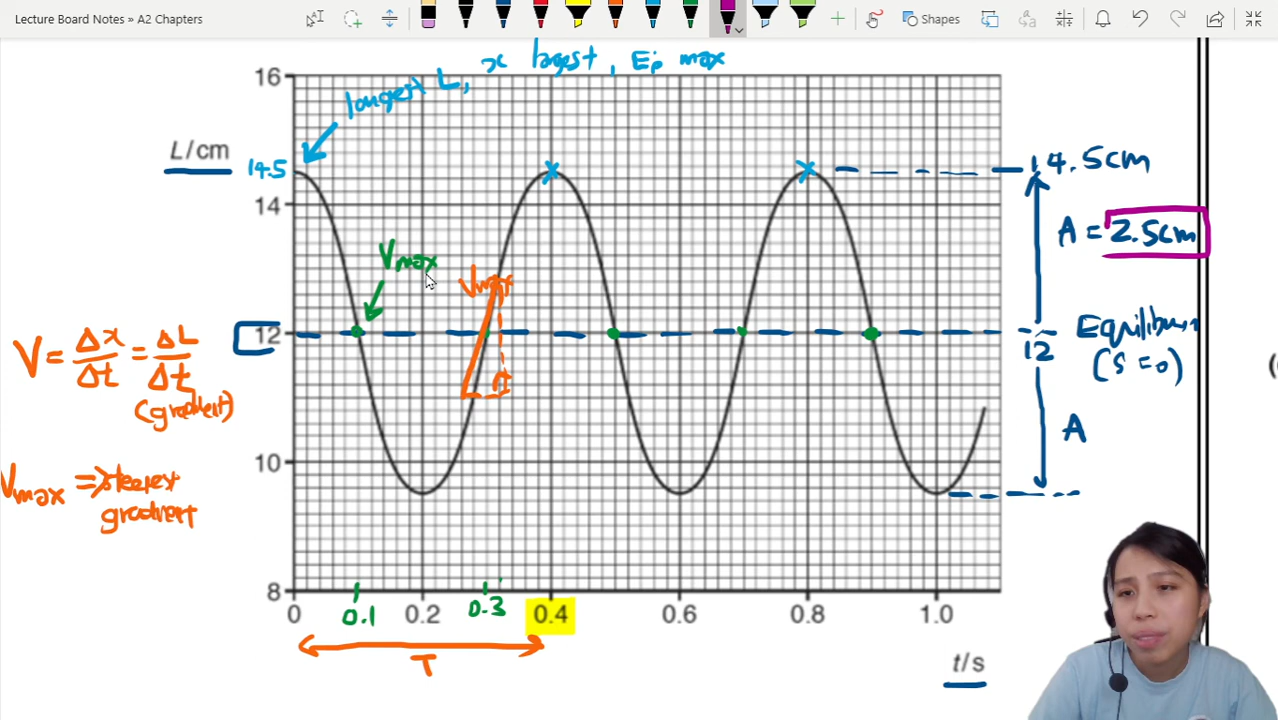 Lecture Board Notes » A2 Chapters
Shapes
x largest, Ep max
longest L,
16
L/cm
14.5
14.5cm
14
A = 2.5cm
Vmax
Vmax
12
Equilibrium
12
(s = 0)
V = Δx/Δt = ΔL/Δt
(gradient)
A
10
Vmax => steepest
gradient
8
0.1
0.3
0
0.2
0.4
0.6
0.8
1.0
T
t/s